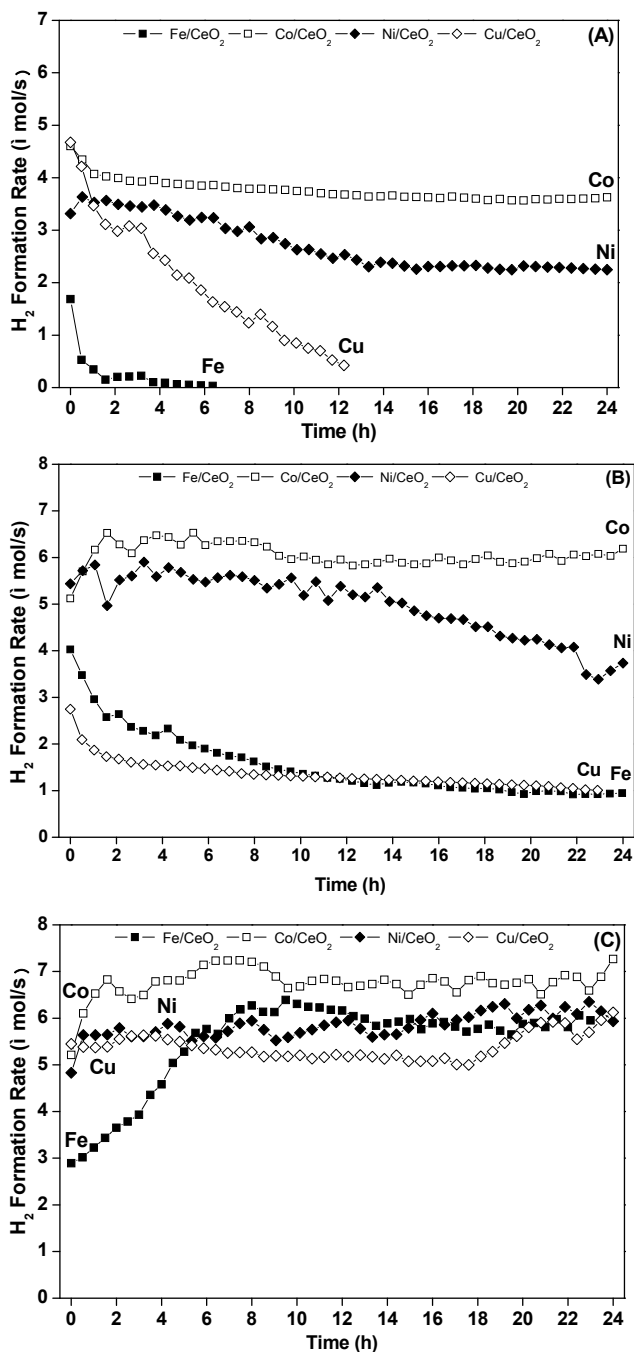 Fe/CeO₂ Co/CeO₂ Ni/CeO₂ Cu/CeO₂ (A)
H₂ Formation Rate (ì mol/s)
7
6
5
4
3
2
1
0
Co
Ni
Cu
Fe
0 2 4 6 8 10 12 14 16 18 20 22 24
Time (h)
Fe/CeO₂ Co/CeO₂ Ni/CeO₂ Cu/CeO₂ (B)
H₂ Formation Rate (ì mol/s)
8
7
6
5
4
3
2
1
0
Co
Ni
Cu Fe
0 2 4 6 8 10 12 14 16 18 20 22 24
Time (h)
Fe/CeO₂ Co/CeO₂ Ni/CeO₂ Cu/CeO₂ (C)
H₂ Formation Rate (ì mol/s)
8
7
6
5
4
3
2
1
0
Co
Ni
Cu
Fe
0 2 4 6 8 10 12 14 16 18 20 22 24
Time (h)